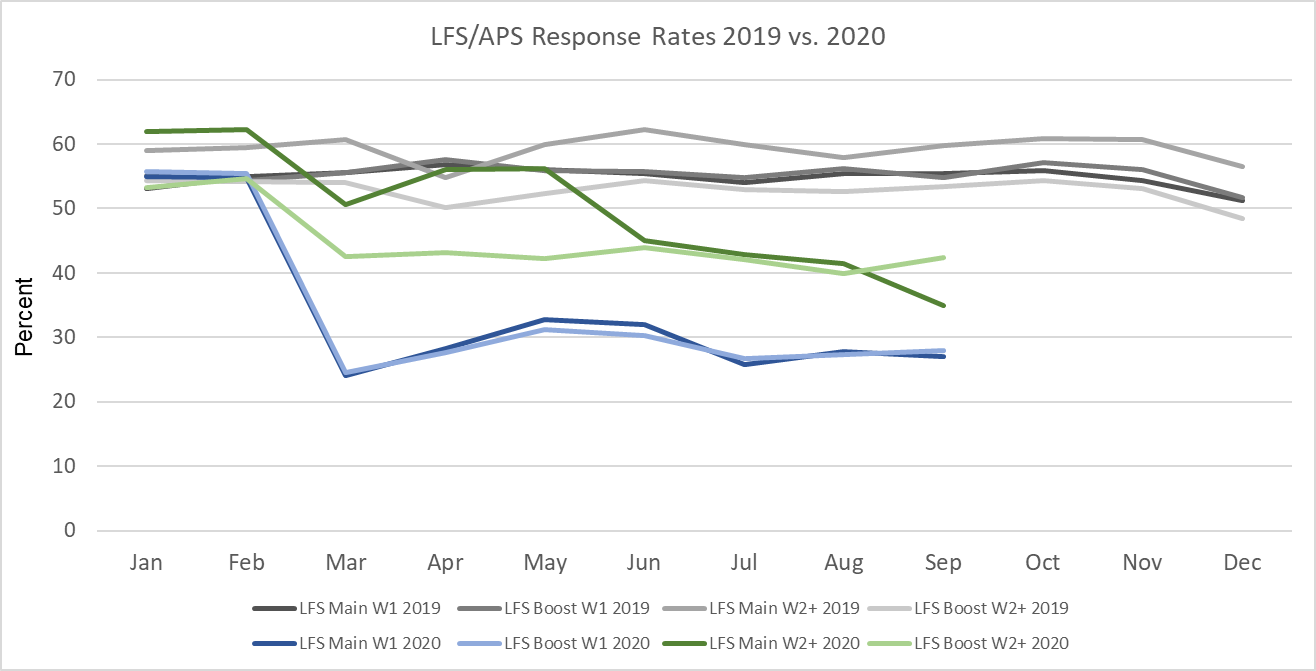 LFS/APS Response Rates 2019 vs. 2020
70
60
50
40
30
20
10
0
Percent
Jan Feb Mar Apr May Jun Jul Aug Sep Oct Nov Dec
LFS Main W1 2019 LFS Boost W1 2019 LFS Main W2+ 2019 LFS Boost W2+ 2019
LFS Main W1 2020 LFS Boost W1 2020 LFS Main W2+ 2020 LFS Boost W2+ 2020